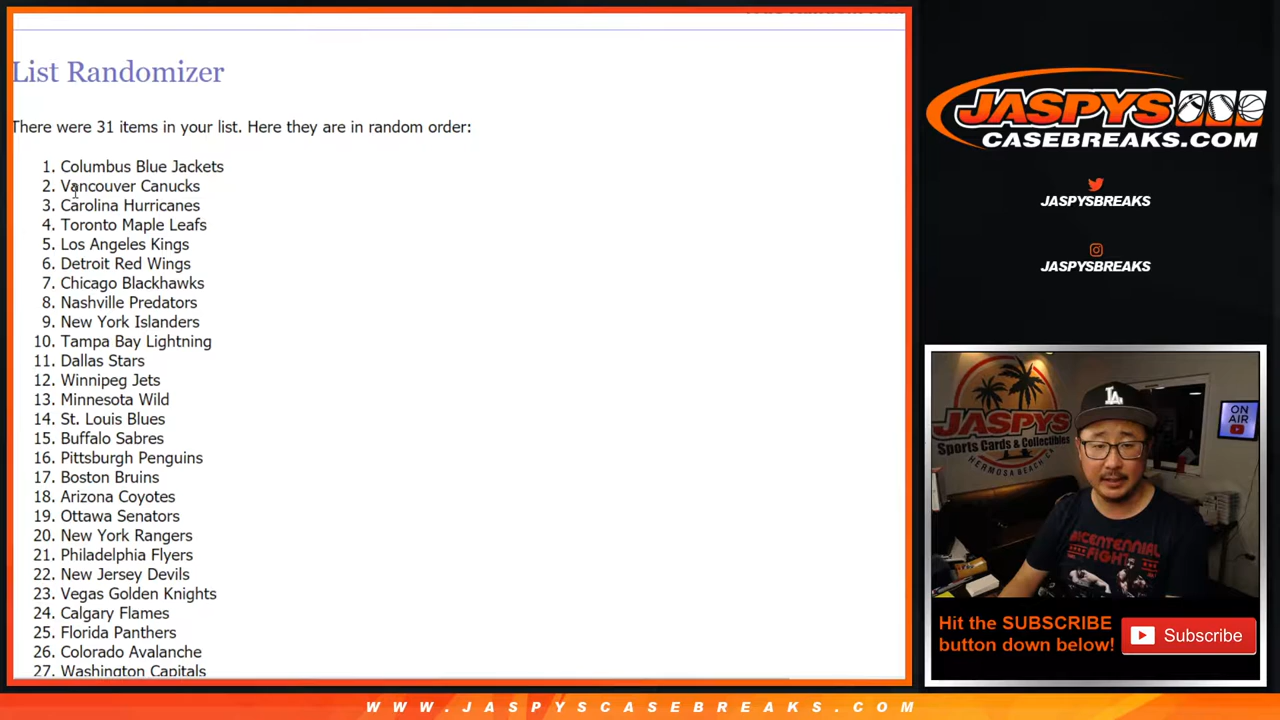 List Randomizer
There were 31 items in your list. Here they are in random order:
1. Columbus Blue Jackets
2. Vancouver Canucks
3. Carolina Hurricanes
4. Toronto Maple Leafs
5. Los Angeles Kings
6. Detroit Red Wings
7. Chicago Blackhawks
8. Nashville Predators
9. New York Islanders
10. Tampa Bay Lightning
11. Dallas Stars
12. Winnipeg Jets
13. Minnesota Wild
14. St. Louis Blues
15. Buffalo Sabres
16. Pittsburgh Penguins
17. Boston Bruins
18. Arizona Coyotes
19. Ottawa Senators
20. New York Rangers
21. Philadelphia Flyers
22. New Jersey Devils
23. Vegas Golden Knights
24. Calgary Flames
25. Florida Panthers
26. Colorado Avalanche
27. Washington Capitals
JASPYS
CASEBREAKS.COM
JASPYSBREAKS
JASPYSBREAKS
JASPYS
Sports Cards & Collectibles
HERMOSA BEACH, CA
ON
AIR
LA
BICENTENNIAL
FIGHT
Hit the SUBSCRIBE
button down below!
Subscribe
WWW.JASPYSCASEBREAKS.COM